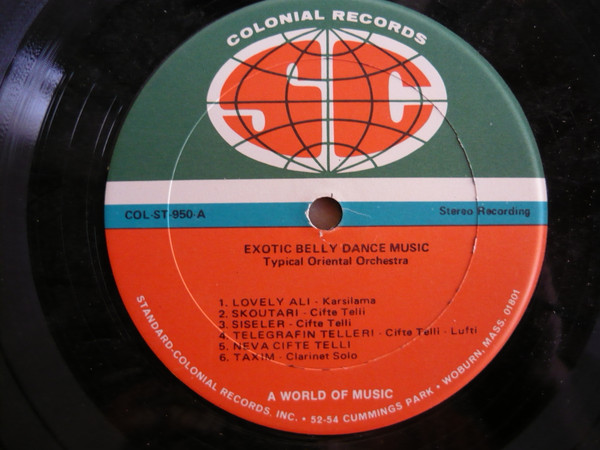 COLONIAL RECORDS
SC
COL-ST-950-A
Stereo Recording
EXOTIC BELLY DANCE MUSIC
Typical Oriental Orchestra
1. LOVELY ALI - Karsilama
2. SKOUTARI - Cifte Telli
3. SISELER - Cifte Telli
4. TELEGRAFIN TELLERI - Cifte Telli - Lufti
5. NEVA CIFTE TELLI
6. TAXIM - Clarinet Solo
A WORLD OF MUSIC
STANDARD-COLONIAL RECORDS, INC. • 52-54 CUMMINGS PARK • WOBURN, MASS. 01801